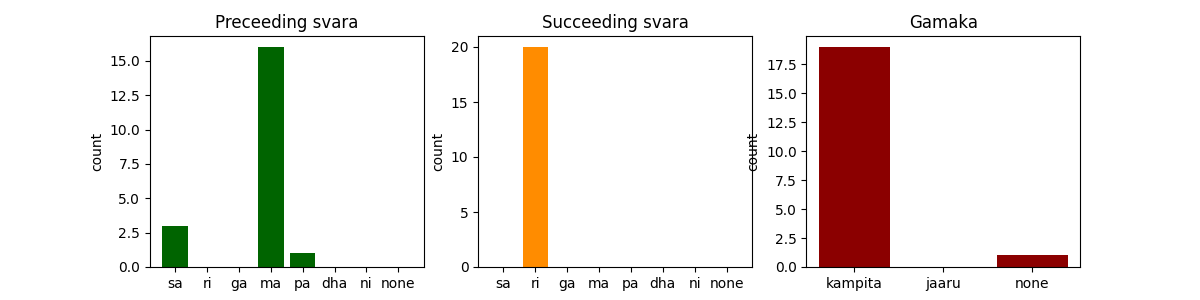 Preceeding svara
count
15.0
12.5
10.0
7.5
5.0
2.5
0.0
sa ri ga ma pa dha ni none
Succeeding svara
count
20
15
10
5
0
sa ri ga ma pa dha ni none
Gamaka
count
17.5
15.0
12.5
10.0
7.5
5.0
2.5
0.0
kampita jaaru none